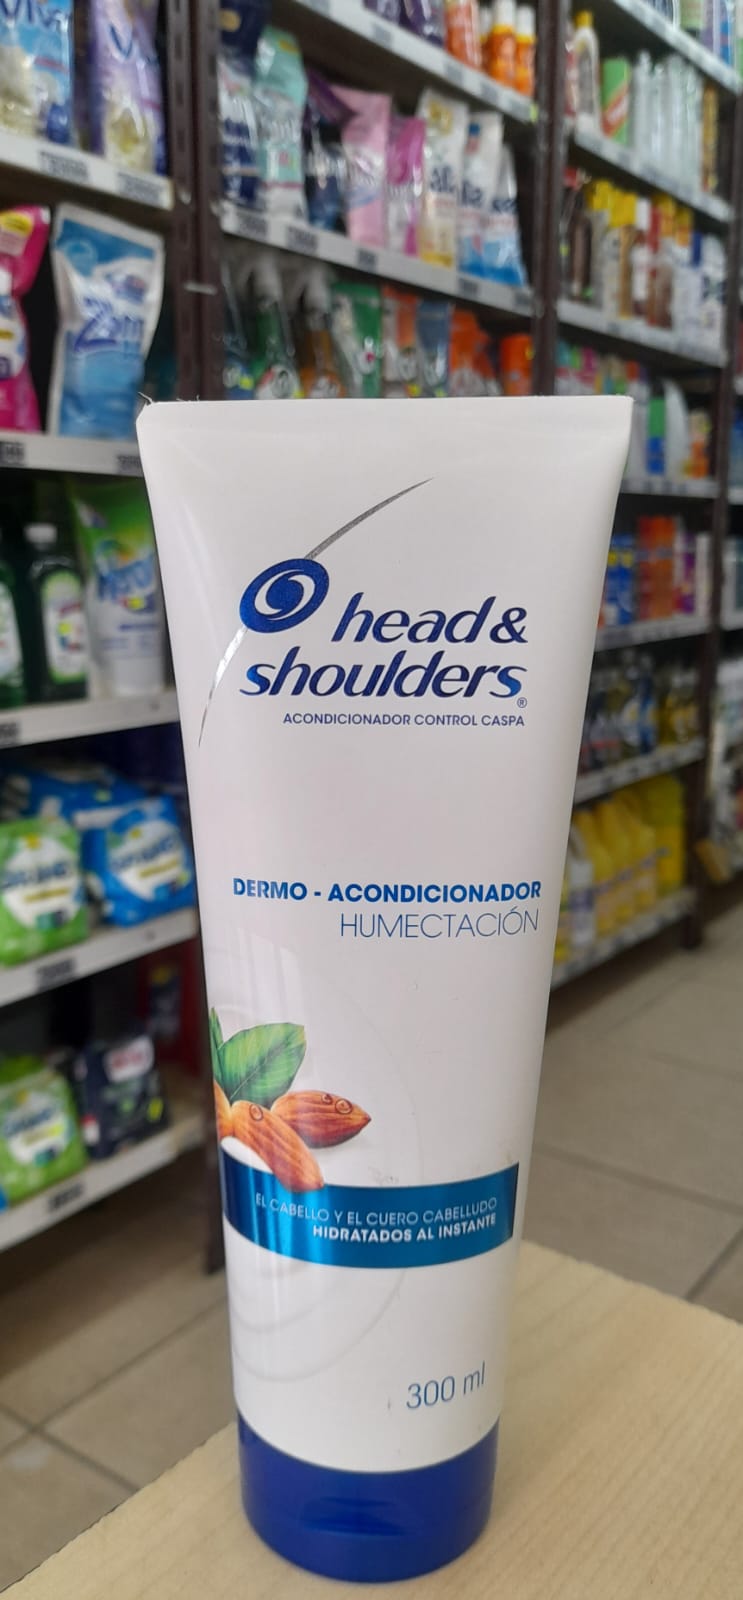 head &
shoulders®
ACONDICIONADOR CONTROL CASPA
DERMO - ACONDICIONADOR
HUMECTACIÓN
EL CABELLO Y EL CUERO CABELLUDO
HIDRATADOS AL INSTANTE
300 ml